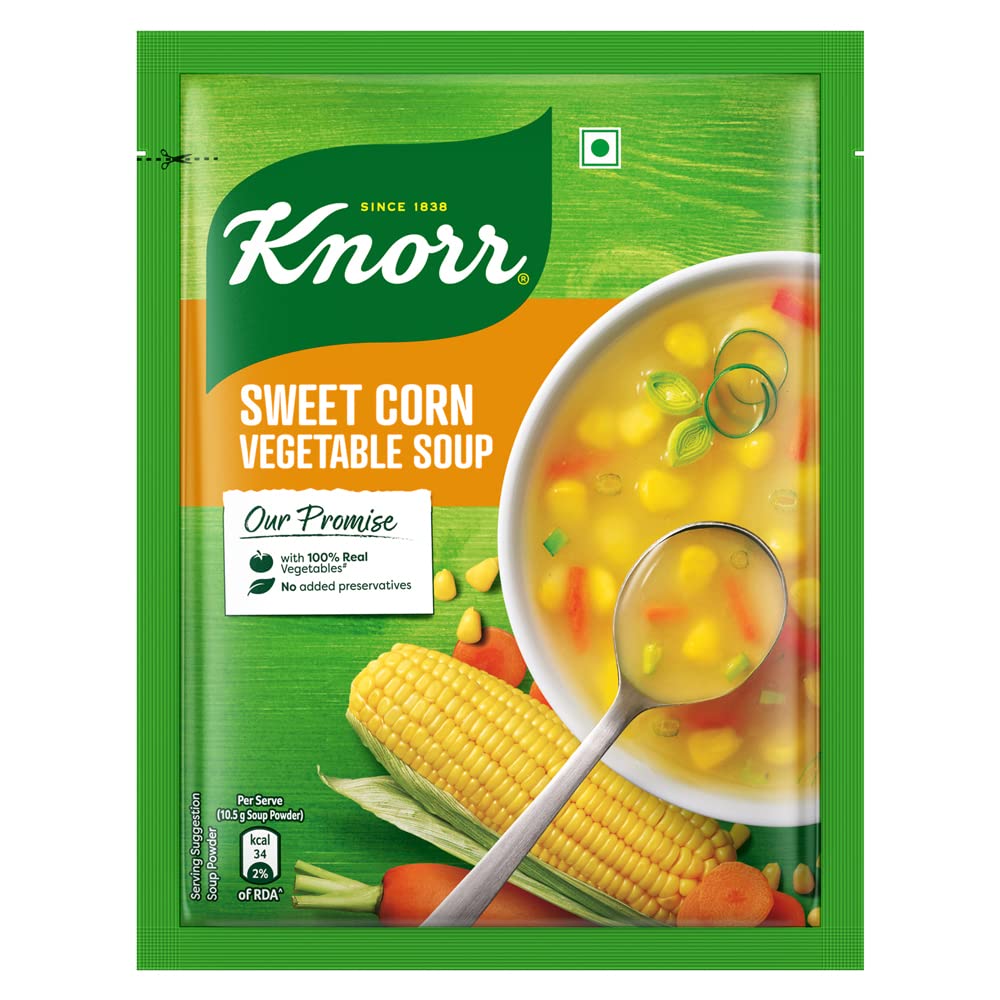 SINCE 1838
Knorr®
SWEET CORN
VEGETABLE SOUP
Our Promise
with 100% Real
Vegetables#
No added preservatives
Serving Suggestion
Soup Powder
Per Serve
(10.5 g Soup Powder)
kcal
34
2%
of RDA^